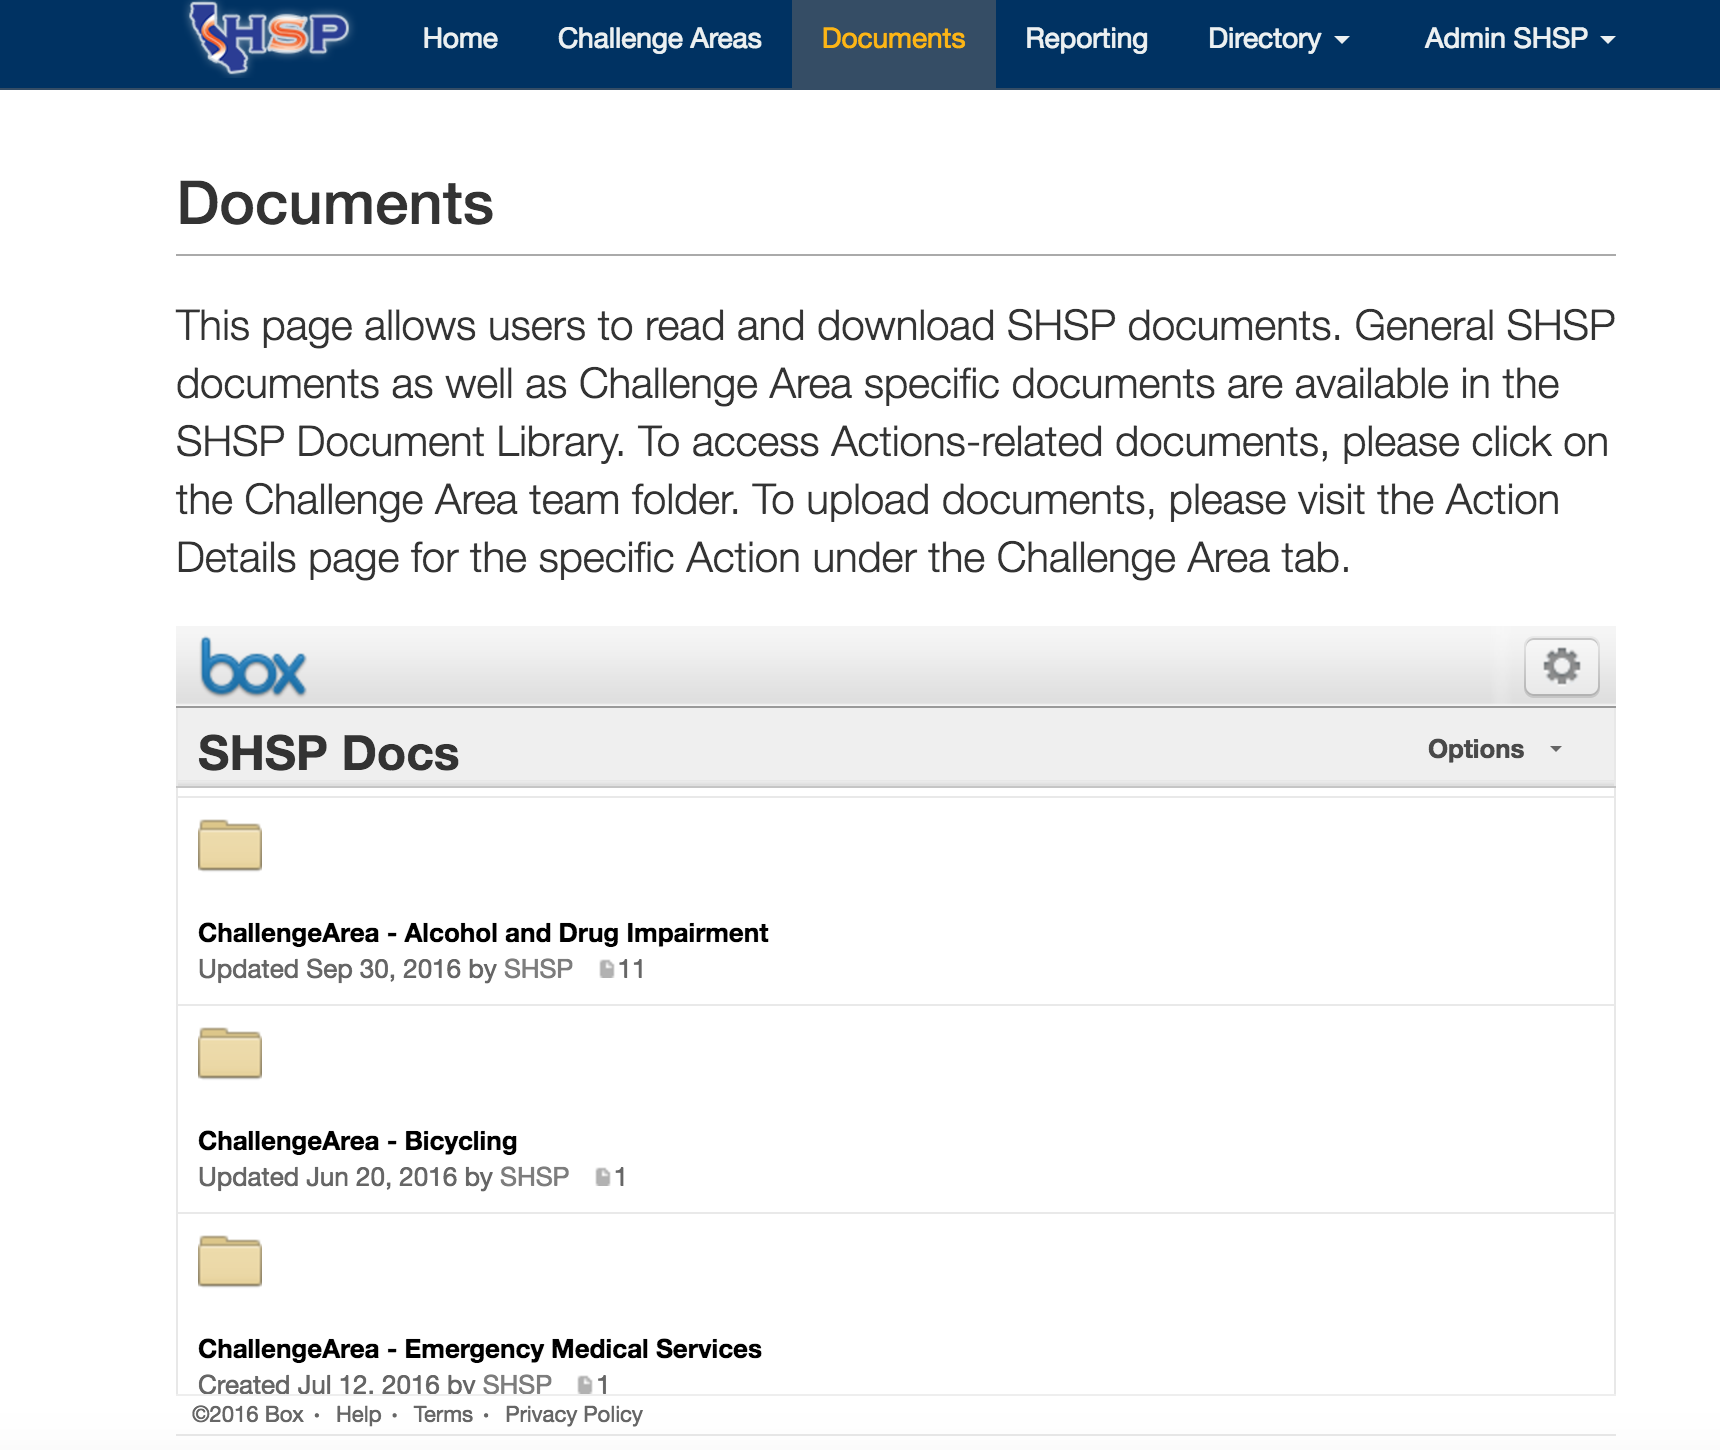 SHSP Home Challenge Areas Documents Reporting Directory Admin SHSP
Documents
This page allows users to read and download SHSP documents. General SHSP
documents as well as Challenge Area specific documents are available in the
SHSP Document Library. To access Actions-related documents, please click on
the Challenge Area team folder. To upload documents, please visit the Action
Details page for the specific Action under the Challenge Area tab.
box
SHSP Docs Options
ChallengeArea - Alcohol and Drug Impairment
Updated Sep 30, 2016 by SHSP 11
ChallengeArea - Bicycling
Updated Jun 20, 2016 by SHSP 1
ChallengeArea - Emergency Medical Services
Created Jul 12, 2016 by SHSP 1
©2016 Box • Help • Terms • Privacy Policy